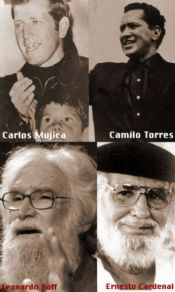 Carlos Mujica
Camilo Torres
Leonardo Boff
Ernesto Cardenal